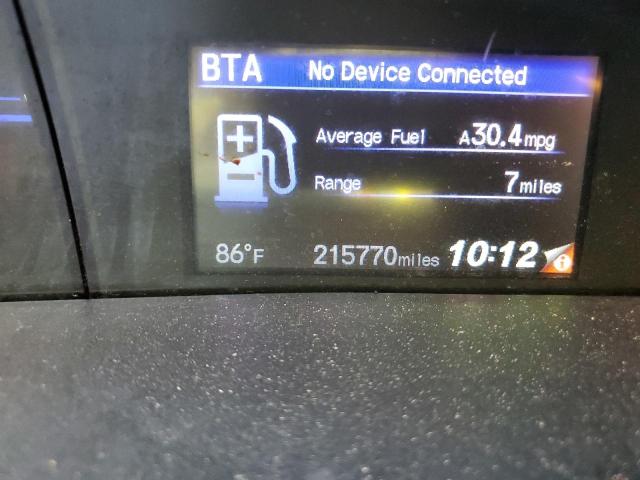 BTA No Device Connected
Average Fuel A30.4mpg
Range 7miles
86°F 215770miles 10:12 i